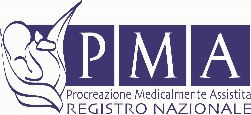 PMA
Procreazione Medicalmente Assistita
REGISTRO NAZIONALE